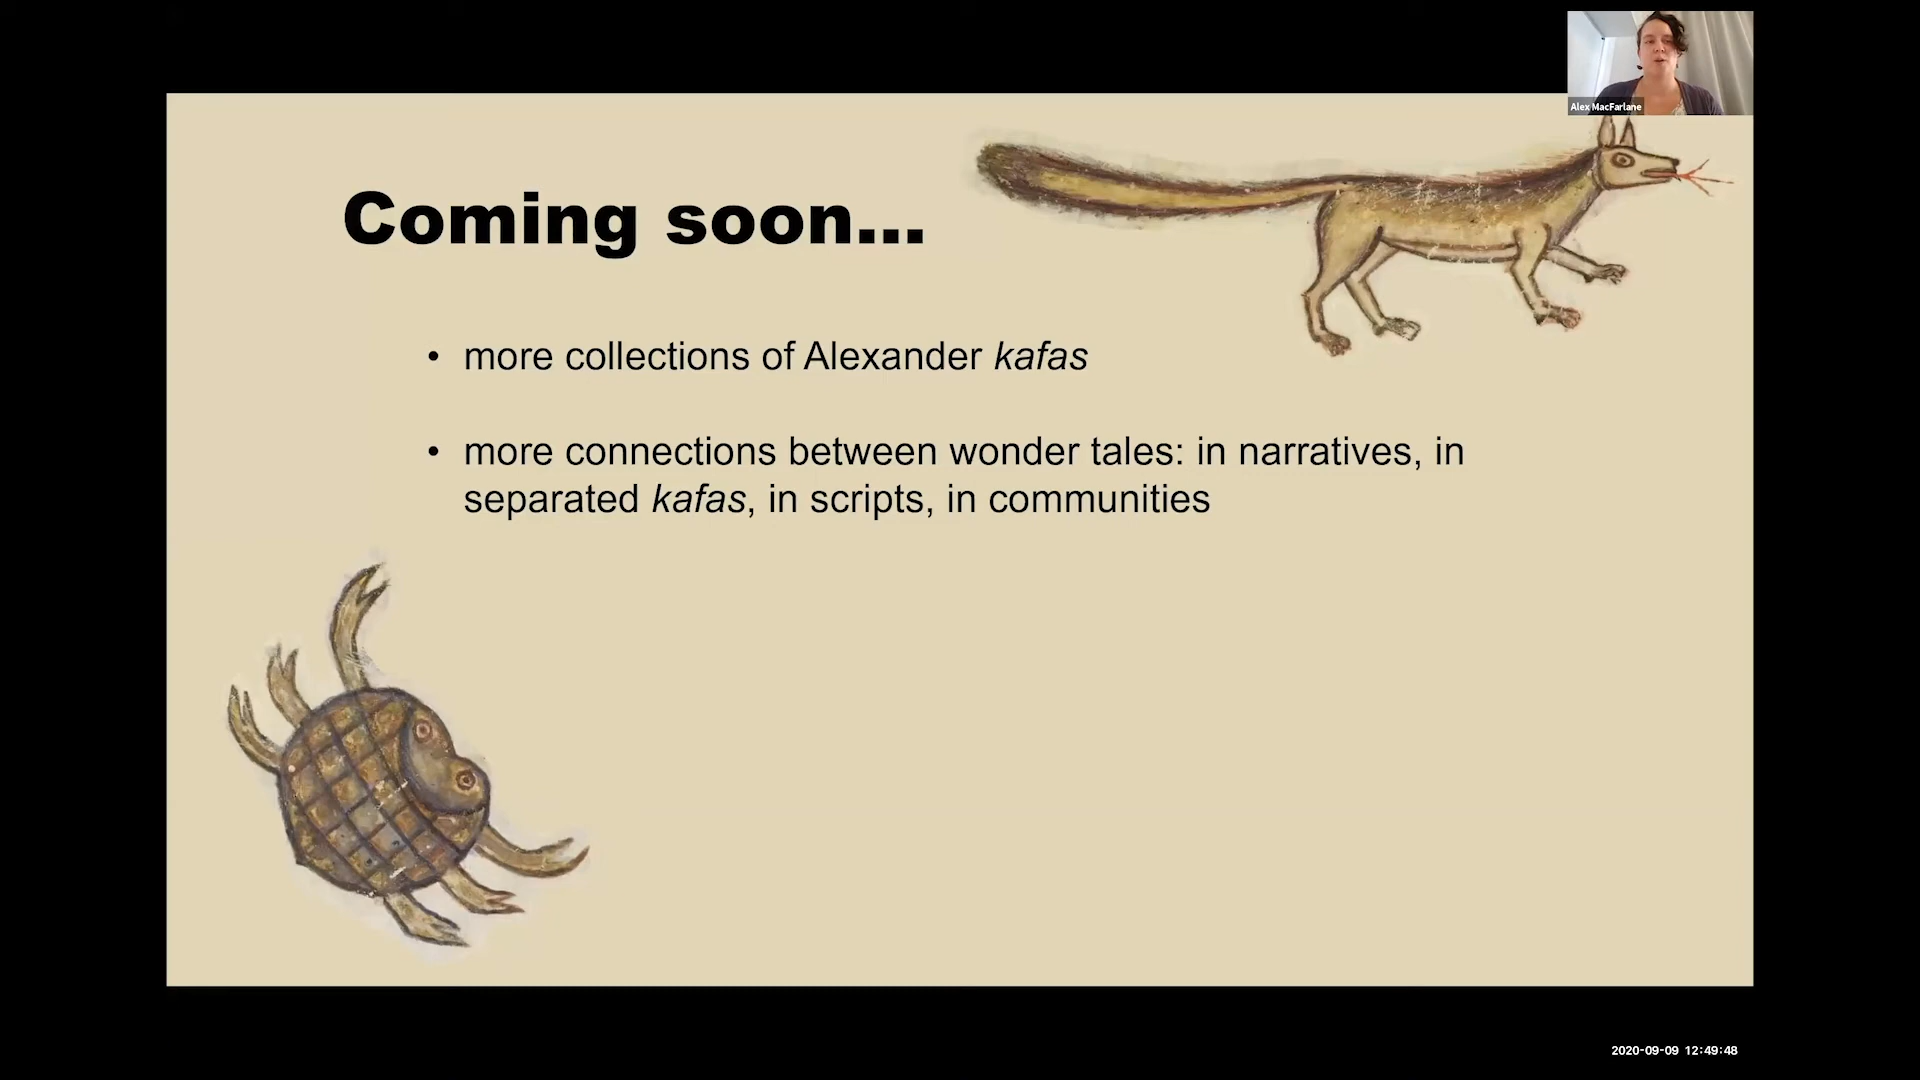 Alex MacFarlane
Coming soon...
• more collections of Alexander kafas
• more connections between wonder tales: in narratives, in
separated kafas, in scripts, in communities
2020-09-09 12:49:48